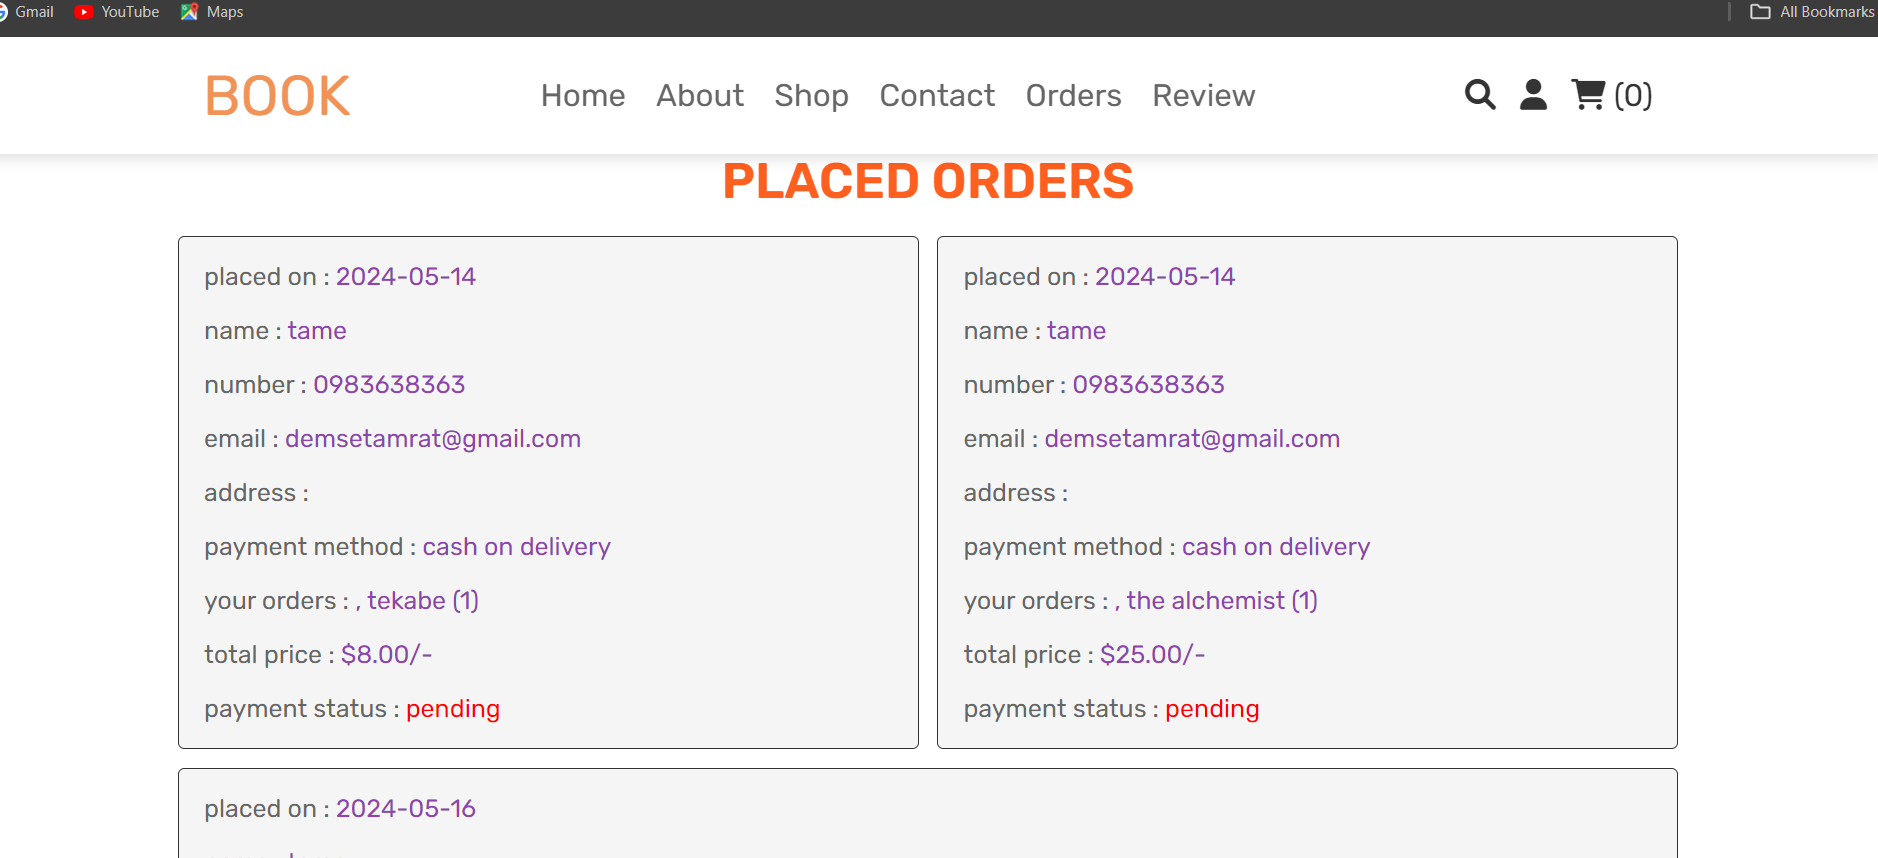 Gmail YouTube Maps All Bookmarks
BOOK Home About Shop Contact Orders Review (0)
PLACED ORDERS
placed on : 2024-05-14
name : tame
number : 0983638363
email : demsetamrat@gmail.com
address :
payment method : cash on delivery
your orders : , tekabe (1)
total price : $8.00/-
payment status : pending
placed on : 2024-05-14
name : tame
number : 0983638363
email : demsetamrat@gmail.com
address :
payment method : cash on delivery
your orders : , the alchemist (1)
total price : $25.00/-
payment status : pending
placed on : 2024-05-16